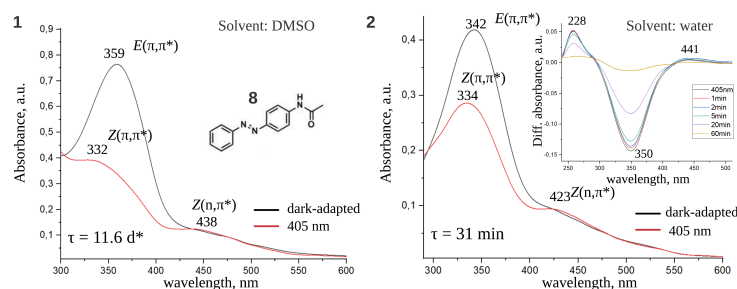 1
Solvent: DMSO
0,9
0,8
0,7
0,6
0,5
0,4
0,3
0,2
0,1
Absorbance, a.u.
359
E(π,π*)
Z(π,π*)
332
8
H
N
O
N
N
Z(n,π*)
438
dark-adapted
405 nm
τ = 11.6 d*
300
350
400
450
500
550
600
wavelength, nm
2
Solvent: water
0,4
0,3
0,2
0,1
Absorbance, a.u.
342
E(π,π*)
Z(π,π*)
334
423
Z(n,π*)
dark-adapted
405 nm
τ = 31 min
300
350
400
450
500
550
600
wavelength, nm
228
441
350
0.05
0.00
-0.05
-0.10
-0.15
Diff. absorbance, a.u.
405nm
1min
2min
5min
20min
60min
250
300
350
400
450
500
wavelength, nm